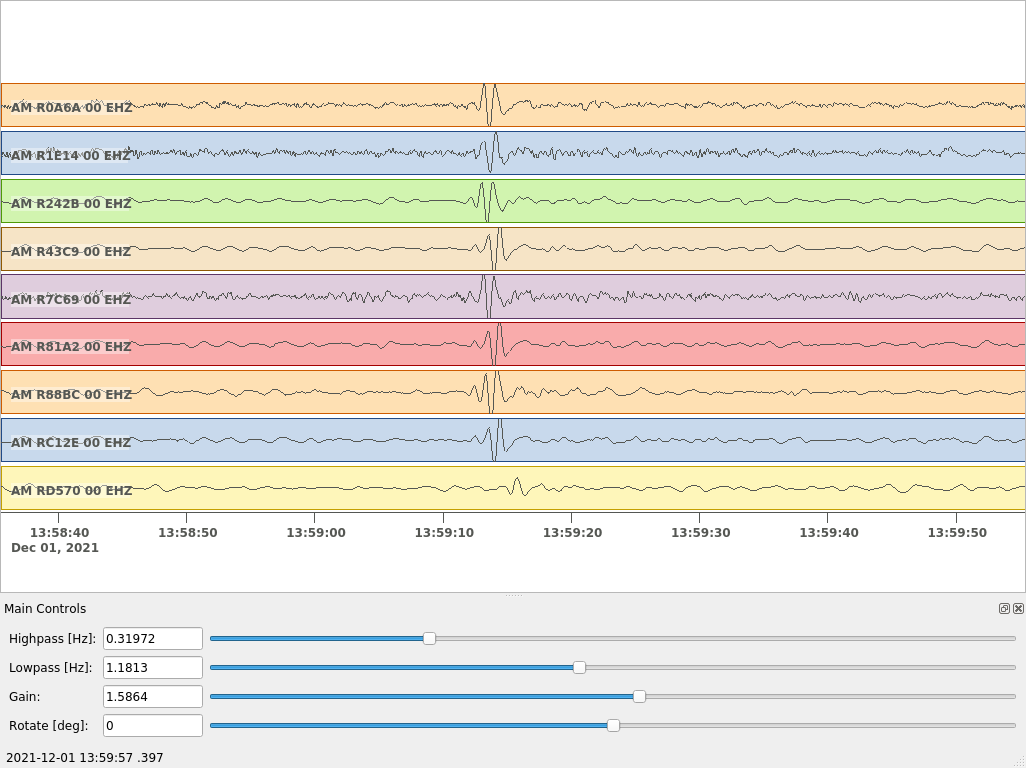 AM R0A6A 00 EHZ
AM R1E14 00 EHZ
AM R242B 00 EHZ
AM R43C9 00 EHZ
AM R7C69 00 EHZ
AM R81A2 00 EHZ
AM R88BC 00 EHZ
AM RC12E 00 EHZ
AM RD570 00 EHZ
13:58:40 13:58:50 13:59:00 13:59:10 13:59:20 13:59:30 13:59:40 13:59:50
Dec 01, 2021
Main Controls
Highpass [Hz]: 0.31972
Lowpass [Hz]: 1.1813
Gain: 1.5864
Rotate [deg]: 0
2021-12-01 13:59:57 .397